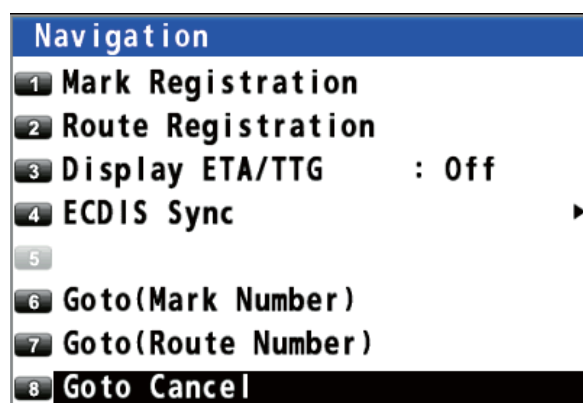 Navigation
1 Mark Registration
2 Route Registration
3 Display ETA/TTG : Off
4 ECDIS Sync
5
6 Goto(Mark Number)
7 Goto(Route Number)
8 Goto Cancel